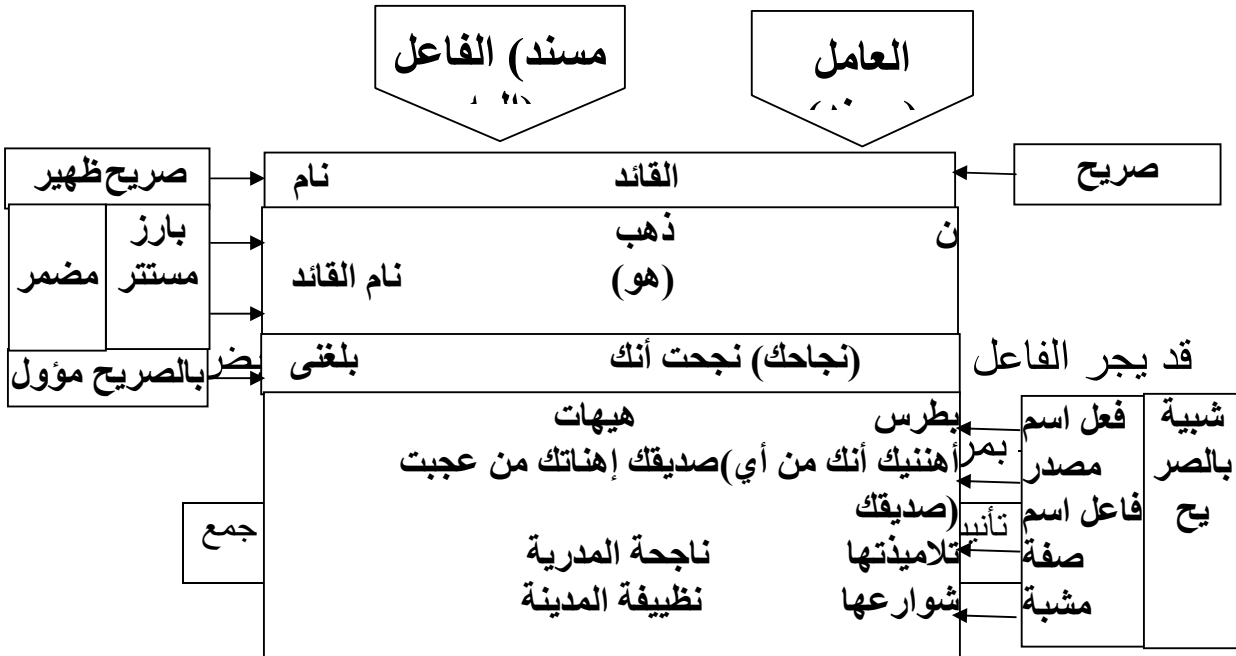 العامل
مسند) الفاعل
صريح
القائد
نام
صريح ظهير
ن
ذهب
(هو)
نام القائد
بارز
مستتر
مضمر
قد يجر الفاعل
(نجاحك) نجحت أنك
بلغنى
بالصريح مؤول
شبية
بالصر
يح
فعل اسم
مصدر
فاعل اسم
صفة
مشبة
بطرس
هيهات
أهننيك أنك من أي)صديقك إهناتك من عجبت
(صديقك
تلاميذتها
ناجحة المدرية
شوارعها
نظييفة المدينة
جمع